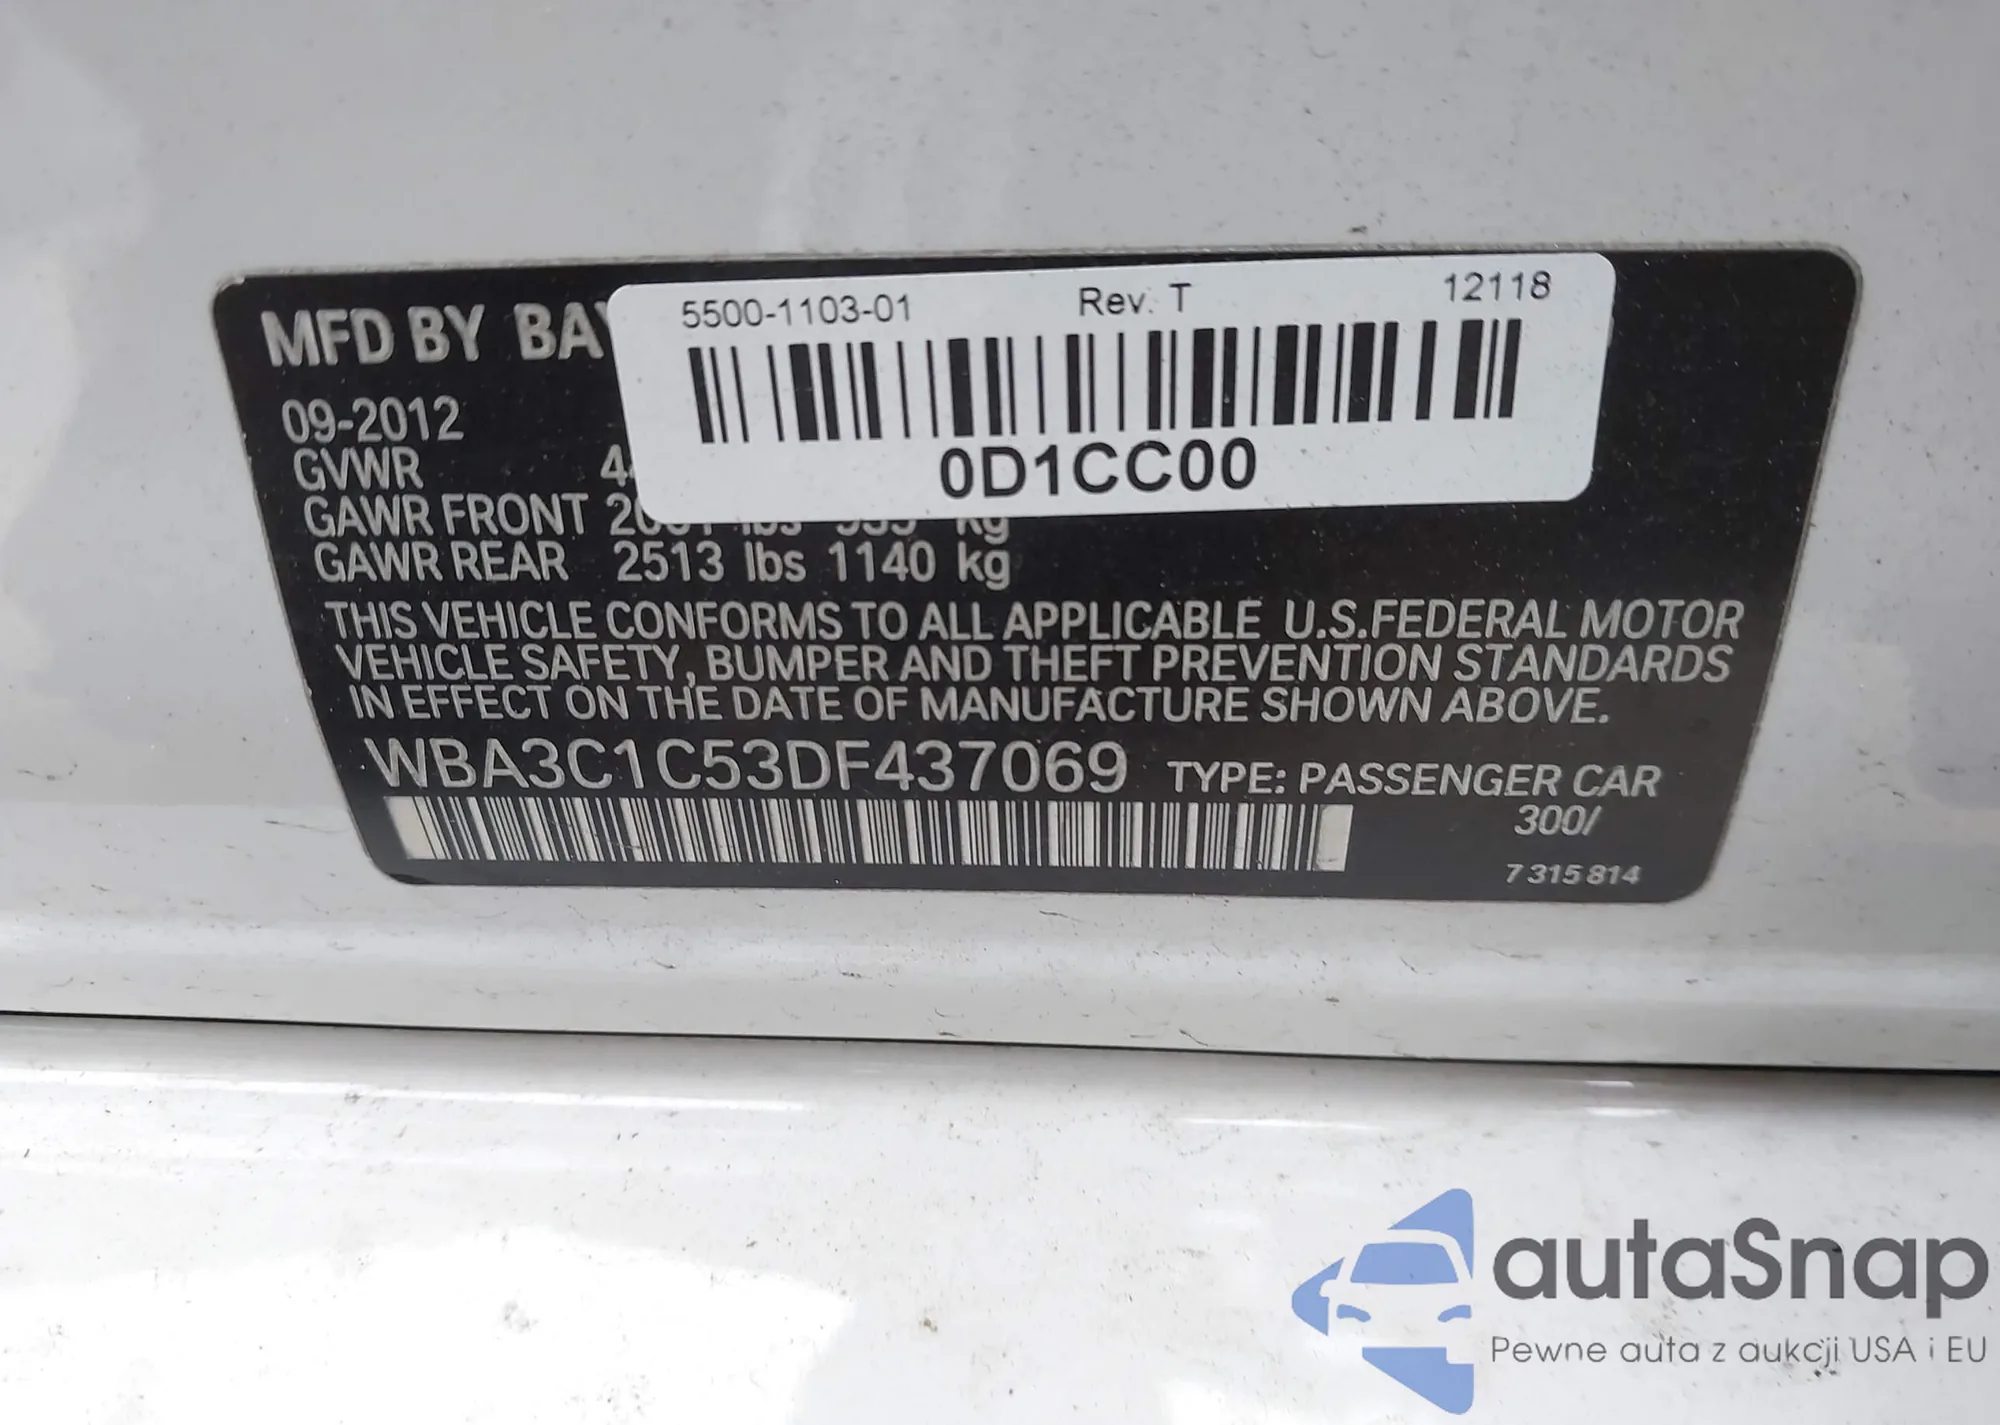 MFD BY BAY
5500-1103-01 Rev. T 12118
0D1CC00
09-2012
GVWR
GAWR FRONT lbs kg
GAWR REAR 2513 lbs 1140 kg
THIS VEHICLE CONFORMS TO ALL APPLICABLE U.S.FEDERAL MOTOR
VEHICLE SAFETY, BUMPER AND THEFT PREVENTION STANDARDS
IN EFFECT ON THE DATE OF MANUFACTURE SHOWN ABOVE.
WBA3C1C53DF437069 TYPE: PASSENGER CAR
300/
7 315 814
autaSnap
Pewne auta z aukcji USA i EU